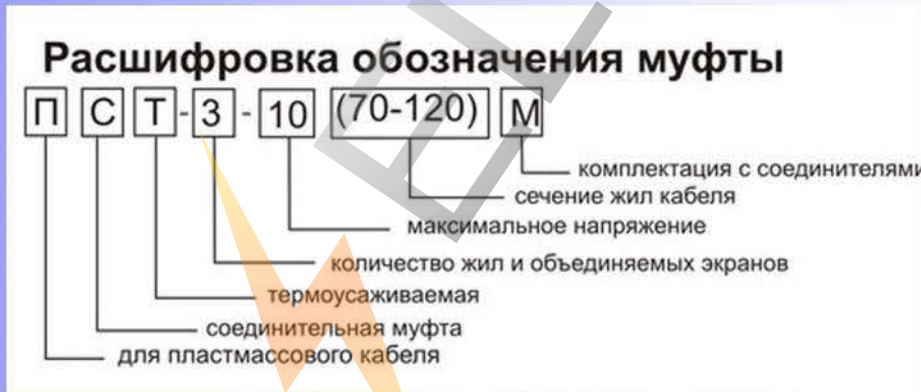 Расшифровка обозначения муфты
П С Т - 3 - 10 (70-120) М
комплектация с соединителями
сечение жил кабеля
максимальное напряжение
количество жил и объединяемых экранов
термоусаживаемая
соединительная муфта
для пластмассового кабеля